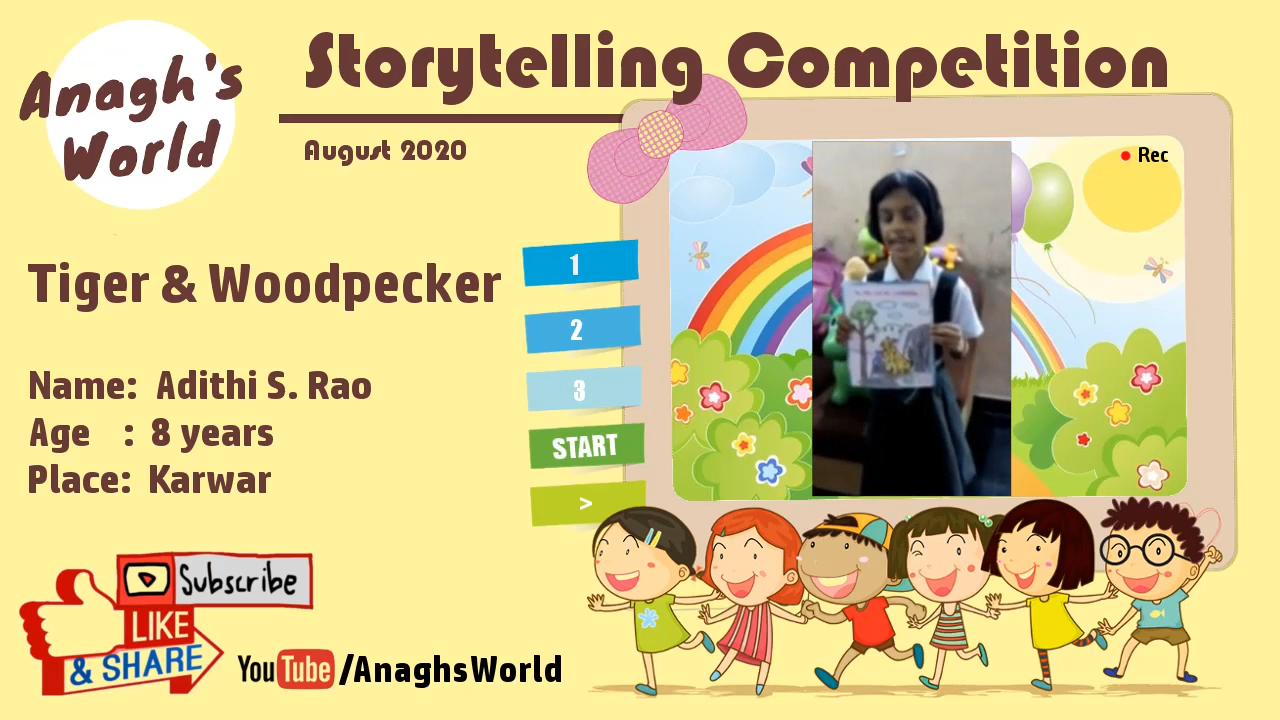 Anagh's
World
Storytelling Competition
August 2020
Rec
Tiger & Woodpecker
Name: Adithi S. Rao
Age : 8 years
Place: Karwar
1
2
3
START
>
Subscribe
LIKE
& SHARE
YouTube/AnaghsWorld